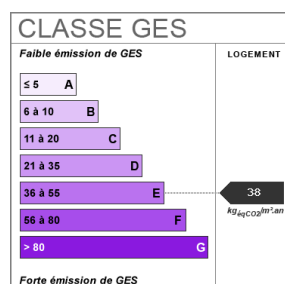 CLASSE GES
Faible émission de GES
LOGEMENT
≤ 5 A
6 à 10 B
11 à 20 C
21 à 35 D
36 à 55 E
38
kgéqCO2/m².an
56 à 80 F
> 80 G
Forte émission de GES